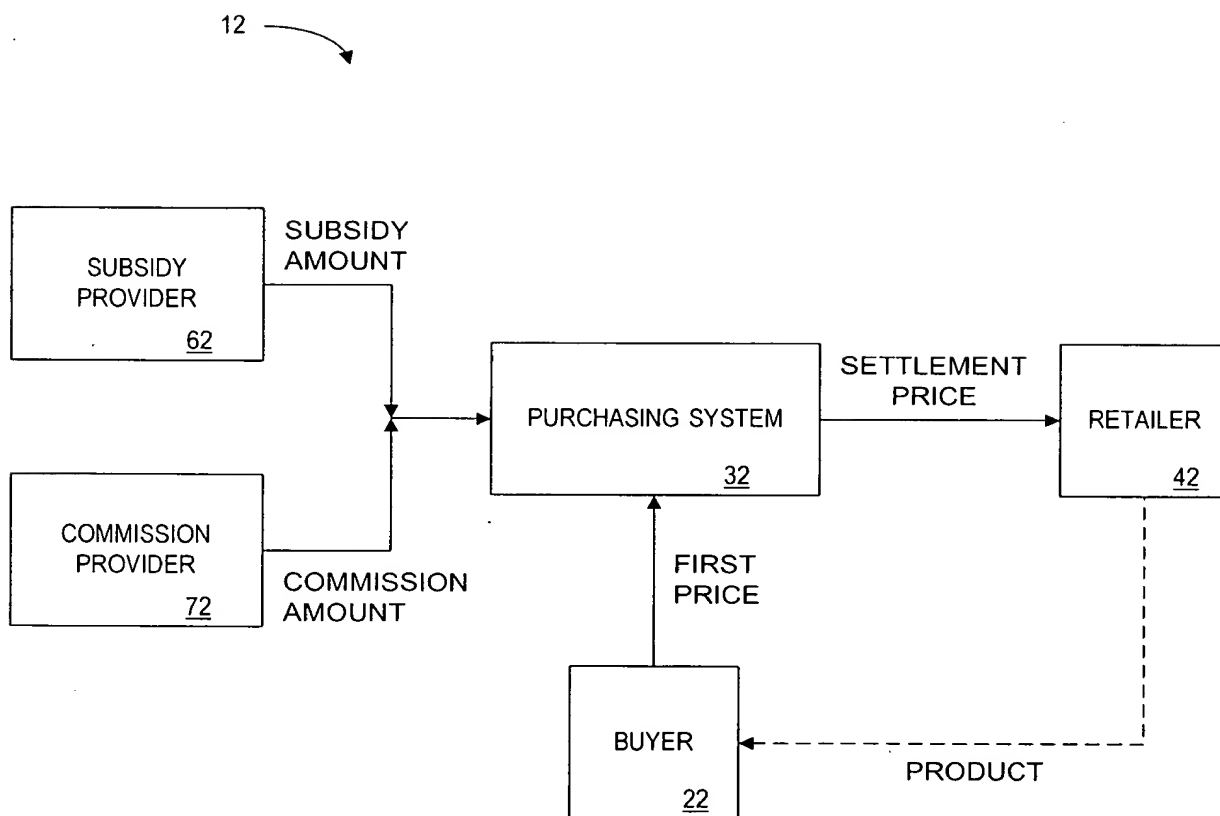 12
SUBSIDY
AMOUNT
SUBSIDY
PROVIDER
62
SETTLEMENT
PRICE
PURCHASING SYSTEM
32
RETAILER
42
COMMISSION
PROVIDER
72
COMMISSION
AMOUNT
FIRST
PRICE
BUYER
22
PRODUCT